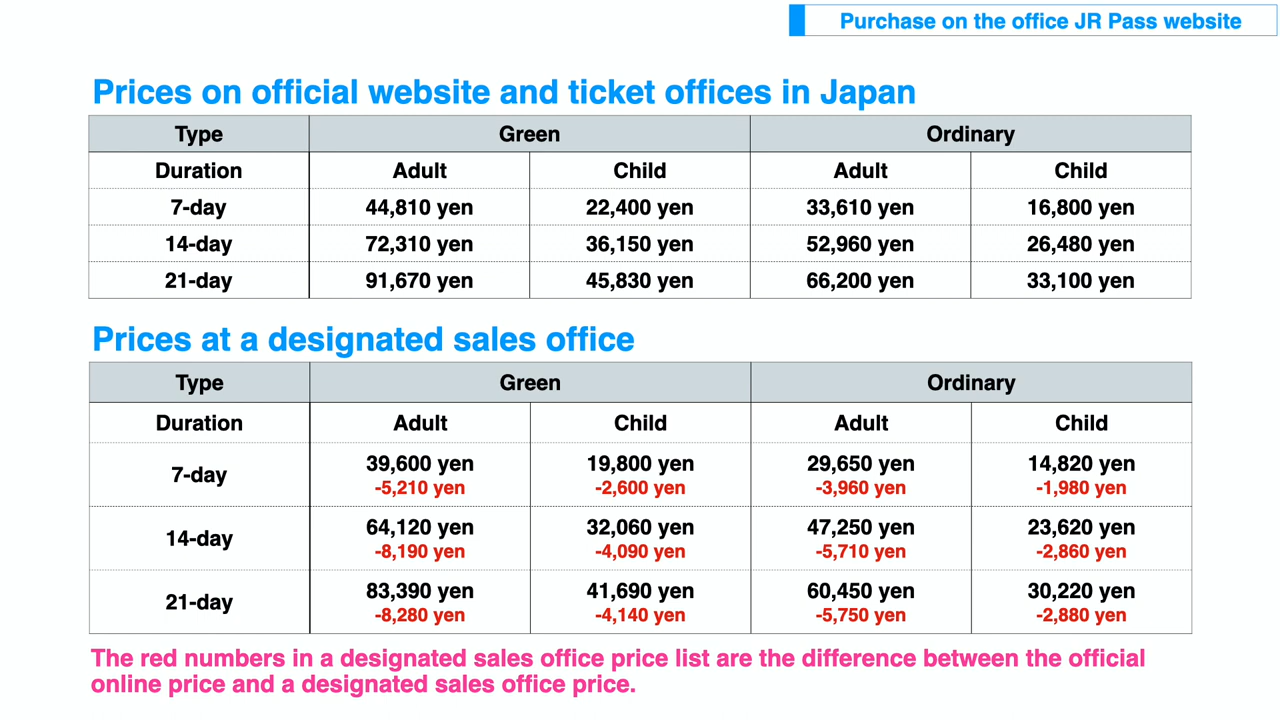 Purchase on the office JR Pass website
Prices on official website and ticket offices in Japan
Type Green Ordinary
Duration Adult Child Adult Child
7-day 44,810 yen 22,400 yen 33,610 yen 16,800 yen
14-day 72,310 yen 36,150 yen 52,960 yen 26,480 yen
21-day 91,670 yen 45,830 yen 66,200 yen 33,100 yen
Prices at a designated sales office
Type Green Ordinary
Duration Adult Child Adult Child
7-day 39,600 yen 19,800 yen 29,650 yen 14,820 yen
-5,210 yen -2,600 yen -3,960 yen -1,980 yen
14-day 64,120 yen 32,060 yen 47,250 yen 23,620 yen
-8,190 yen -4,090 yen -5,710 yen -2,860 yen
21-day 83,390 yen 41,690 yen 60,450 yen 30,220 yen
-8,280 yen -4,140 yen -5,750 yen -2,880 yen
The red numbers in a designated sales office price list are the difference between the official
online price and a designated sales office price.